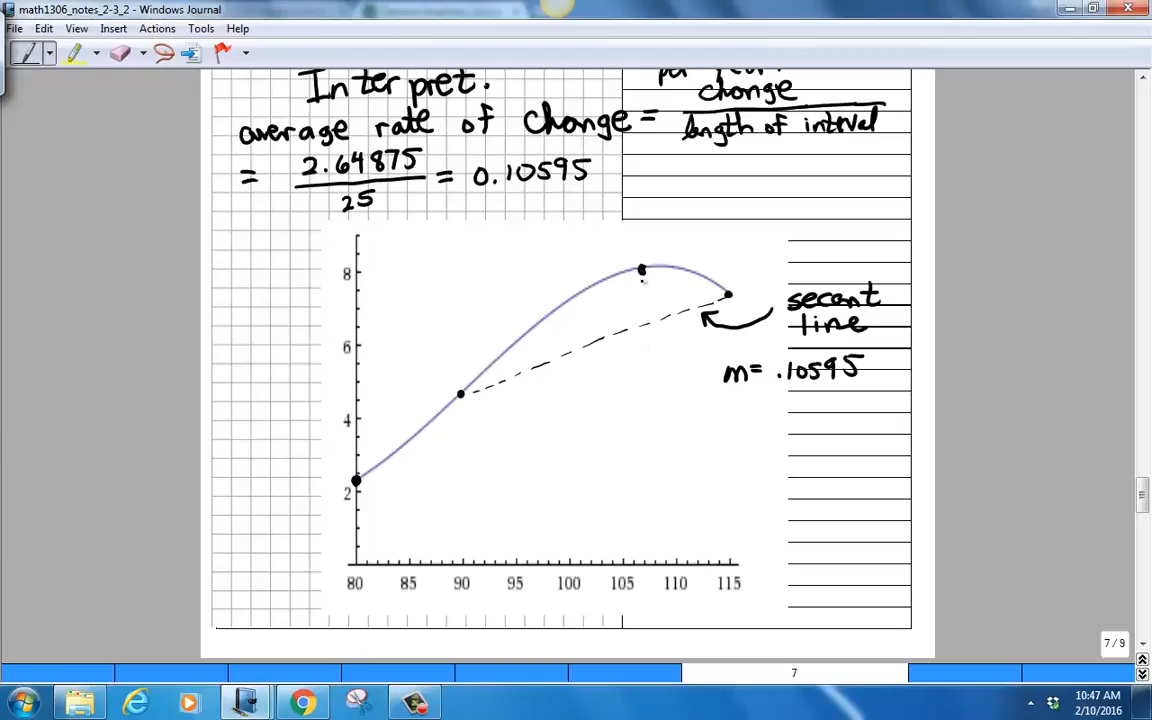 math1306_notes_2-3_2 - Windows Journal
File Edit View Insert Actions Tools Help
Interpret.
per year.
change
average rate of change =
length of interval
= 2.64875
25
= 0.10595
8
6
4
2
80 85 90 95 100 105 110 115
secant
line
m= .10595
7 / 9
7
10:47 AM
2/10/2016